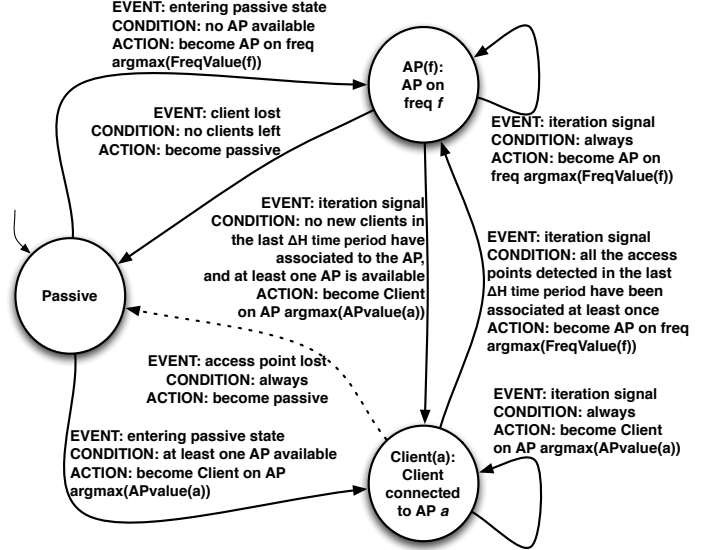 EVENT: entering passive state
CONDITION: no AP available
ACTION: become AP on freq
argmax(FreqValue(f))
AP(f):
AP on
freq f
EVENT: client lost
CONDITION: no clients left
ACTION: become passive
EVENT: iteration signal
CONDITION: always
ACTION: become AP on
freq argmax(FreqValue(f))
EVENT: iteration signal
CONDITION: no new clients in
the last ΔH time period have
associated to the AP,
and at least one AP is available
ACTION: become Client
on AP argmax(APvalue(a))
EVENT: iteration signal
CONDITION: all the access
points detected in the last
ΔH time period have been
associated at least once
ACTION: become AP on freq
argmax(FreqValue(f))
Passive
EVENT: access point lost
CONDITION: always
ACTION: become passive
EVENT: iteration signal
CONDITION: always
ACTION: become Client
on AP argmax(APvalue(a))
EVENT: entering passive state
CONDITION: at least one AP available
ACTION: become Client on AP
argmax(APvalue(a))
Client(a):
Client
connected
to AP a